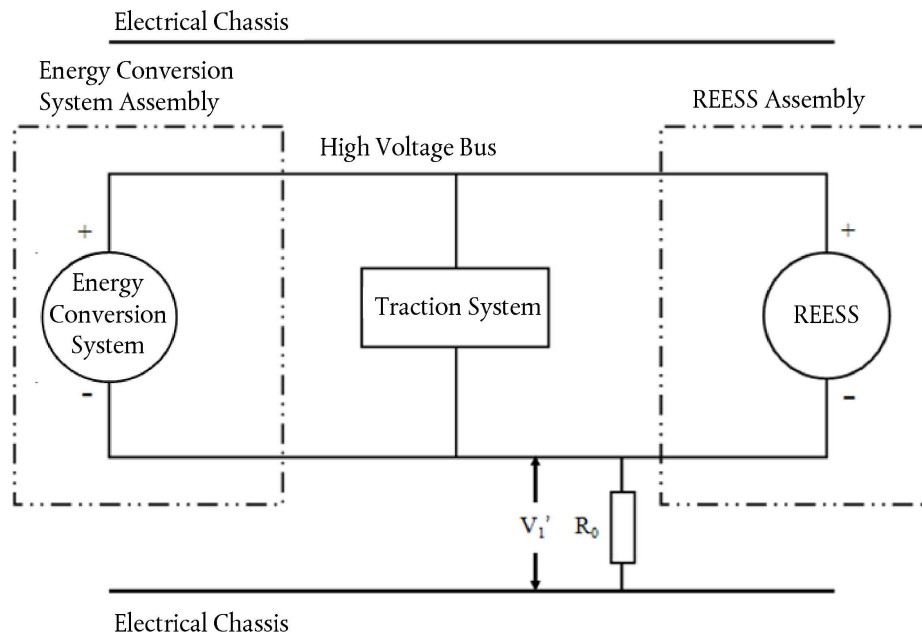 Electrical Chassis
Energy Conversion
System Assembly
REESS Assembly
High Voltage Bus
+
+
Energy
Conversion
System
Traction System
REESS
-
-
V₁'
R₀
Electrical Chassis